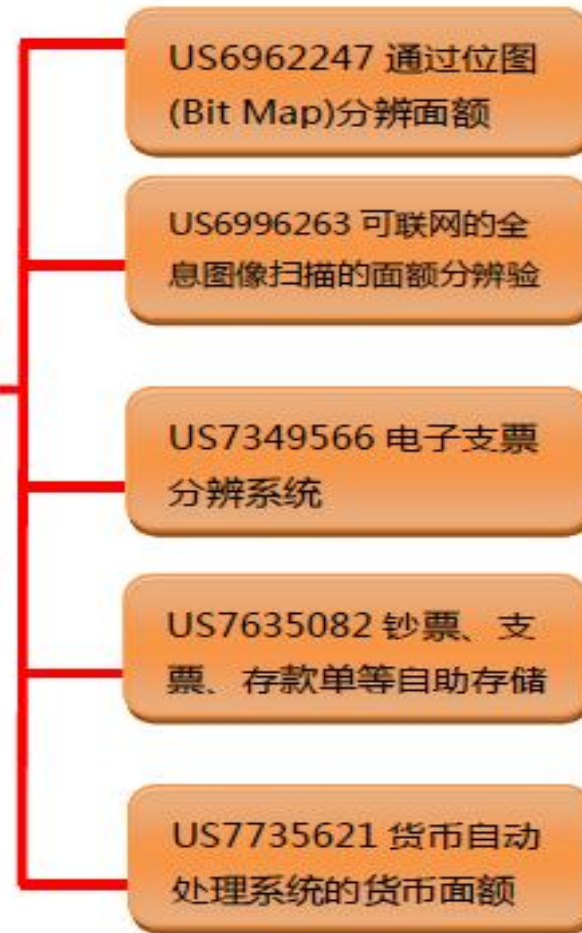 US6962247 通过位图
(Bit Map)分辨面额
US6996263 可联网的全
息图像扫描的面额分辨验
US7349566 电子支票
分辨系统
US7635082 钞票、支
票、存款单等自助存储
US7735621 货币自动
处理系统的货币面额